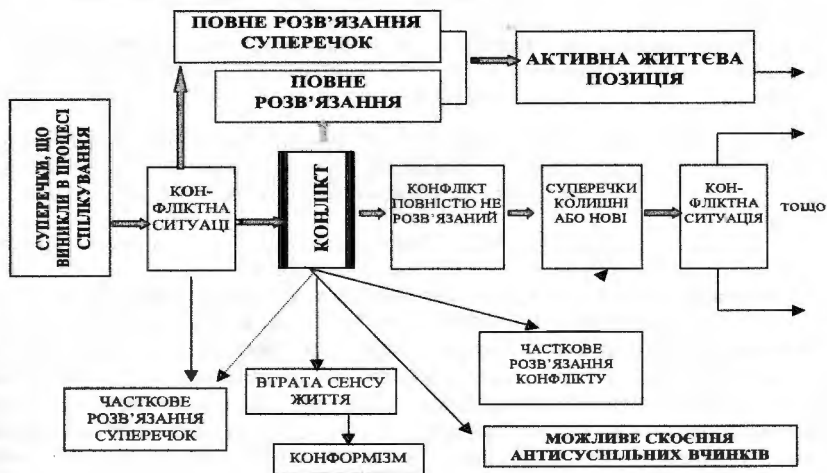 ПОВНЕ РОЗВ'ЯЗАННЯ
СУПЕРЕЧОК
ПОВНЕ
РОЗВ'ЯЗАННЯ
АКТИВНА ЖИТТЄВА
ПОЗИЦІЯ
СУПЕРЕЧКИ, ЩО
ВИНИКЛИ В ПРОЦЕСІ
СПІЛКУВАННЯ
КОН-
ФЛІКТНА
СИТУАЦІ
КОНЛІКТ
КОНФЛІКТ
ПОВНІСТЮ НЕ
РОЗВ'ЯЗАНИЙ
СУПЕРЕЧКИ
КОЛИШНІ
АБО НОВІ
КОН-
ФЛІКТНА
СИТУАЦІЯ
ТОЩО
ЧАСТКОВЕ
РОЗВ'ЯЗАННЯ
СУПЕРЕЧОК
ВТРАТА СЕНСУ
ЖИТТЯ
КОНФОРМІЗМ
ЧАСТКОВЕ
РОЗВ'ЯЗАННЯ
КОНФЛІКТУ
МОЖЛИВЕ СКОЄННЯ
АНТИСУСПІЛЬНИХ ВЧИНКІВ